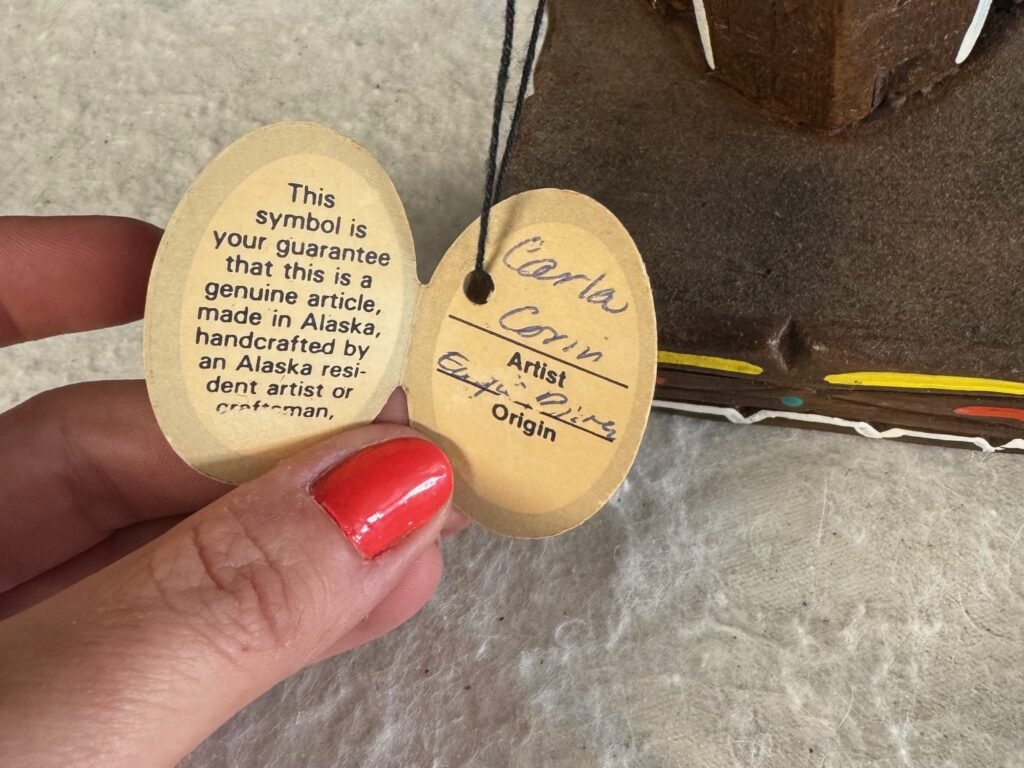 This
symbol is
your guarantee
that this is a
genuine article,
made in Alaska,
handcrafted by
an Alaska resi-
dent artist or
craftsman,
Carla
Corin
Artist
Origin